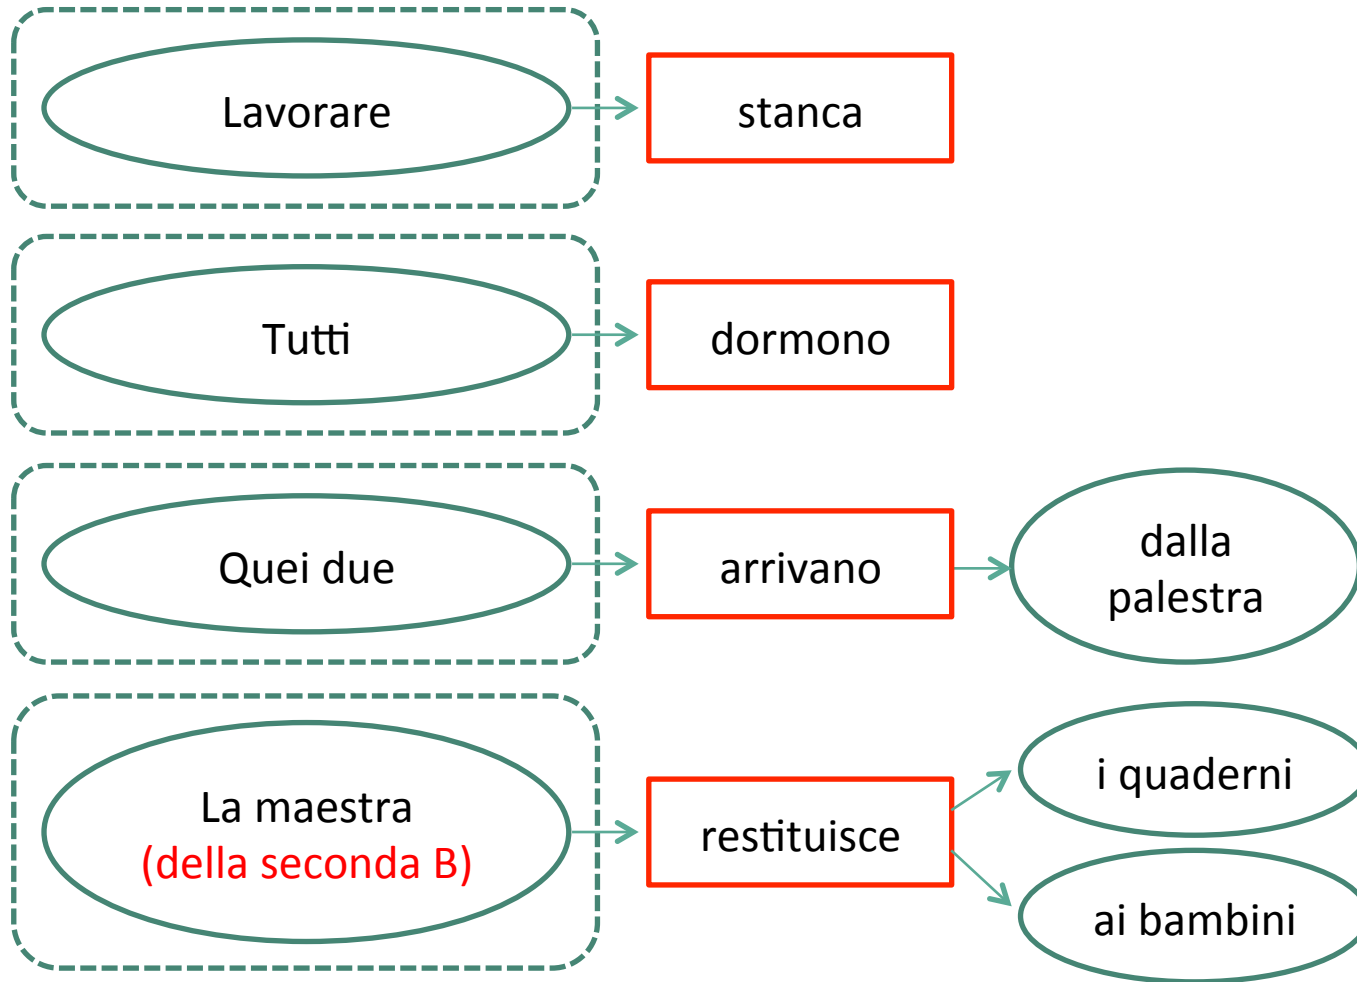 Lavorare
stanca
Tutti
dormono
Quei due
arrivano
dalla
palestra
La maestra
(della seconda B)
restituisce
i quaderni
ai bambini